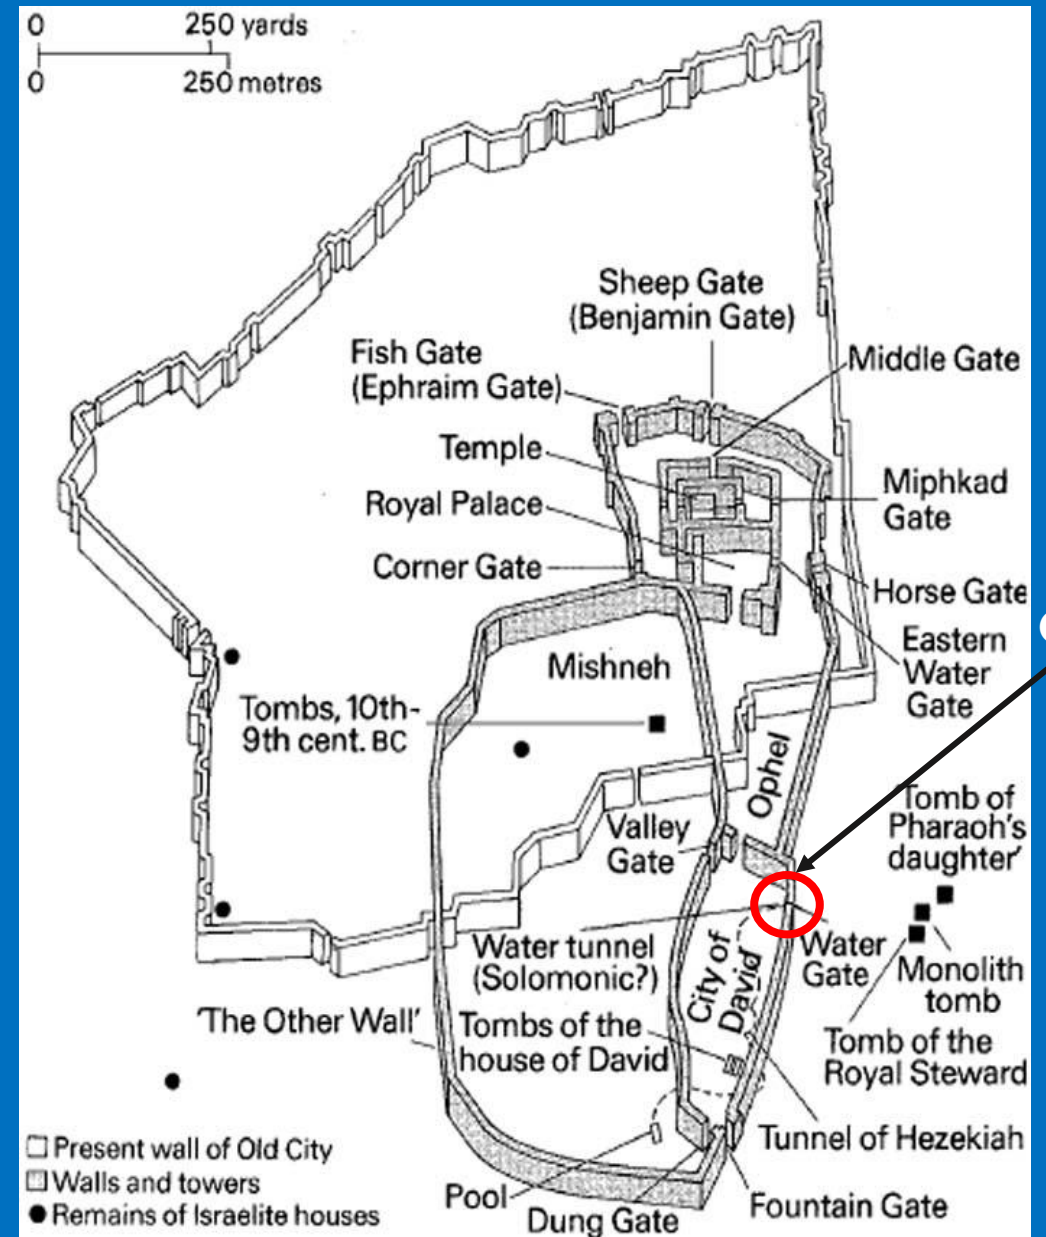 0 250 yards
0 250 metres
Sheep Gate
(Benjamin Gate)
Fish Gate
(Ephraim Gate)
Middle Gate
Temple
Miphkad
Gate
Royal Palace
Corner Gate
Horse Gate
Eastern
Water
Gate
Mishneh
Tombs, 10th-
9th cent. BC
Ophel
Tomb of
Pharaoh's
daughter'
Valley
Gate
Water tunnel
(Solomonic?)
City of
David
Water
Gate
Monolith
tomb
'The Other Wall'
Tombs of the
house of David
Tomb of the
Royal Steward
Tunnel of Hezekiah
Pool
Dung Gate
Fountain Gate
Present wall of Old City
Walls and towers
Remains of Israelite houses